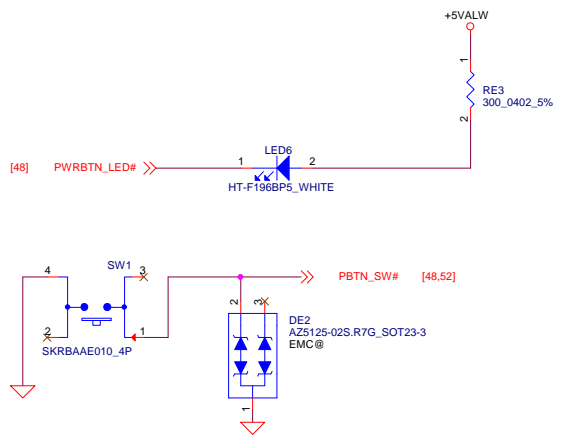 +5VALW
1
RE3
300_0402_5%
2
LED6
[48] PWRBTN_LED# 1 2
HT-F196BP5_WHITE
SW1
4 3
PBTN_SW# [48,52]
2 3
DE2
AZ5125-02S.R7G_SOT23-3
EMC@
2 1
SKRBAAE010_4P
1